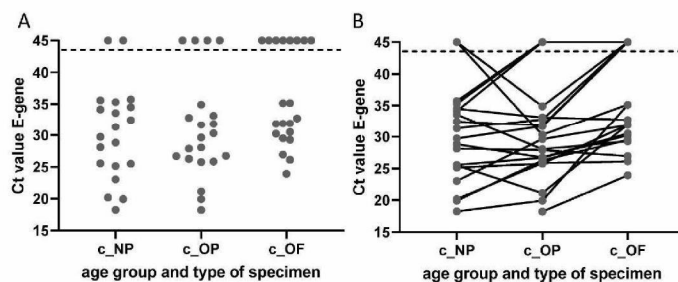 A
Ct value E-gene
45
40
35
30
25
20
15
c_NP
c_OP
c_OF
age group and type of specimen
B
Ct value E-gene
45
40
35
30
25
20
15
c_NP
c_OP
c_OF
age group and type of specimen